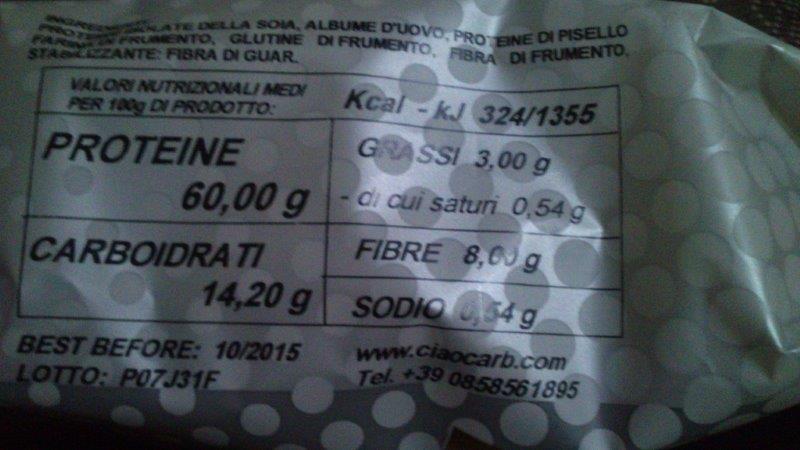 INGREDIENTI: ISOLATE DELLA SOIA, ALBUME D'UOVO, PROTEINE DI PISELLO
PROTEINE FRUMENTO, GLUTINE DI FRUMENTO, FIBRA DI FRUMENTO,
STABILIZZANTE: FIBRA DI GUAR.
VALORI NUTRIZIONALI MEDI
PER 100g DI PRODOTTO:
Kcal - kJ 324/1355
PROTEINE
60,00 g
GRASSI 3,00 g
- di cui saturi 0,54 g
CARBOIDRATI
14,20 g
FIBRE 8,00 g
SODIO 0,54 g
BEST BEFORE: 10/2015
LOTTO: P07J31F
www.ciaocarb.com
Tel. +39 0858561895